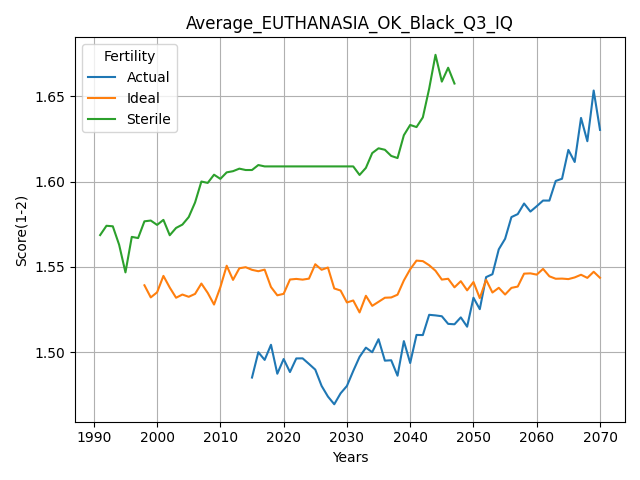 Average_EUTHANASIA_OK_Black_Q3_IQ
Fertility
Actual
Ideal
Sterile
Score(1-2)
1.65
1.60
1.55
1.50
1990 2000 2010 2020 2030 2040 2050 2060 2070
Years